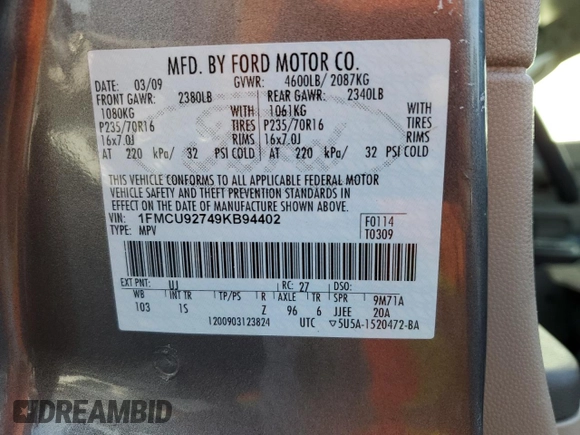 MFD. BY FORD MOTOR CO.
DATE: 03/09 GVWR: 4600LB/ 2087KG
FRONT GAWR: 2380LB REAR GAWR: 2340LB
1080KG WITH 1061KG WITH
P235/70R16 TIRES P235/70R16 TIRES
16x7.0J RIMS 16x7.0J RIMS
AT 220 kPa/ 32 PSI COLD AT 220 kPa/ 32 PSI COLD
THIS VEHICLE CONFORMS TO ALL APPLICABLE FEDERAL MOTOR
VEHICLE SAFETY AND THEFT PREVENTION STANDARDS IN
EFFECT ON THE DATE OF MANUFACTURE SHOWN ABOVE.
VIN: 1FMCU92749KB94402 F0114
TYPE: MPV T0309
EXT PNT: UJ RC: 27 DSO:
WB INT TR TP/PS R AXLE TR SPR 9M71A
103 1S Z 96 6 JJEE 20A
1200903123824 UTC ▽5U5A-1520472-BA
DREAMBID